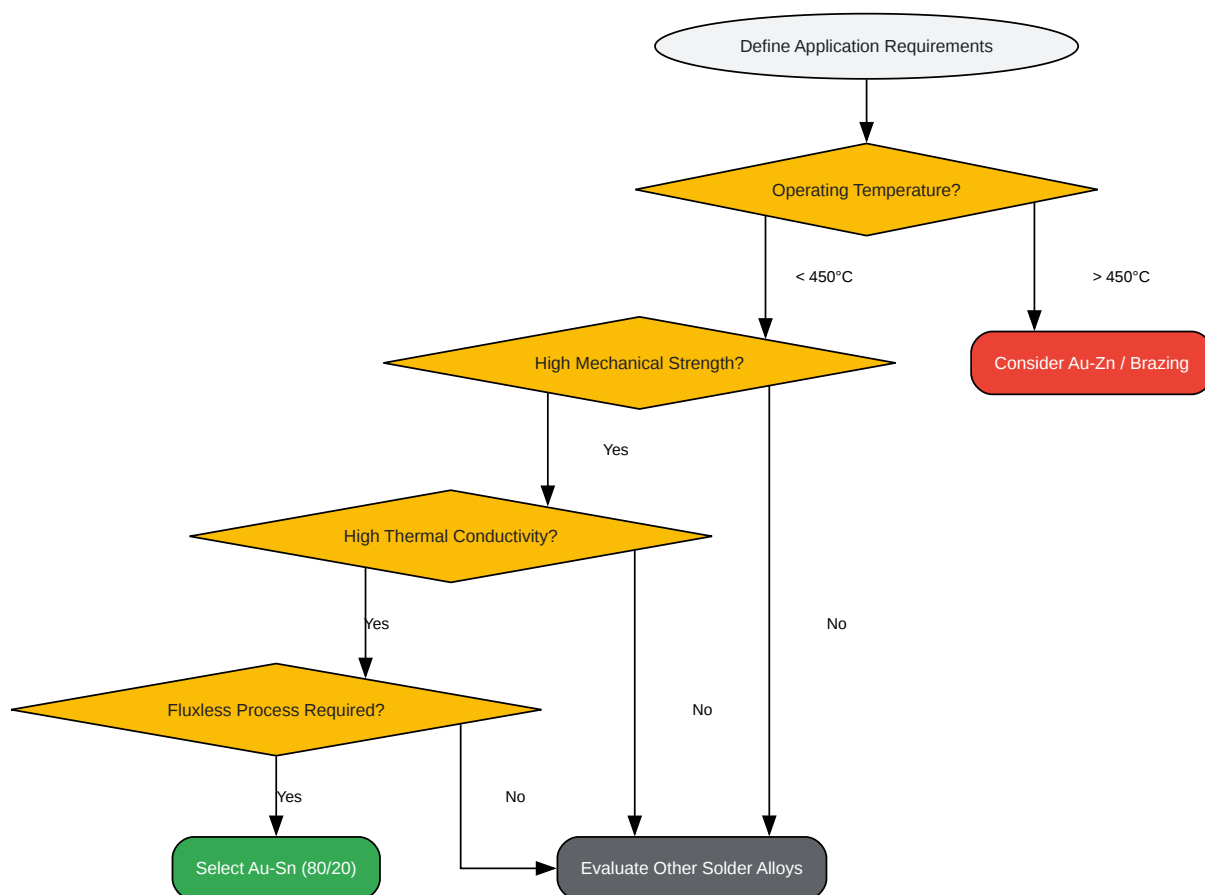 Define Application Requirements
Operating Temperature?
< 450°C
> 450°C
High Mechanical Strength?
Consider Au-Zn / Brazing
Yes
High Thermal Conductivity?
Yes
No
Fluxless Process Required?
No
Yes
No
Select Au-Sn (80/20)
Evaluate Other Solder Alloys